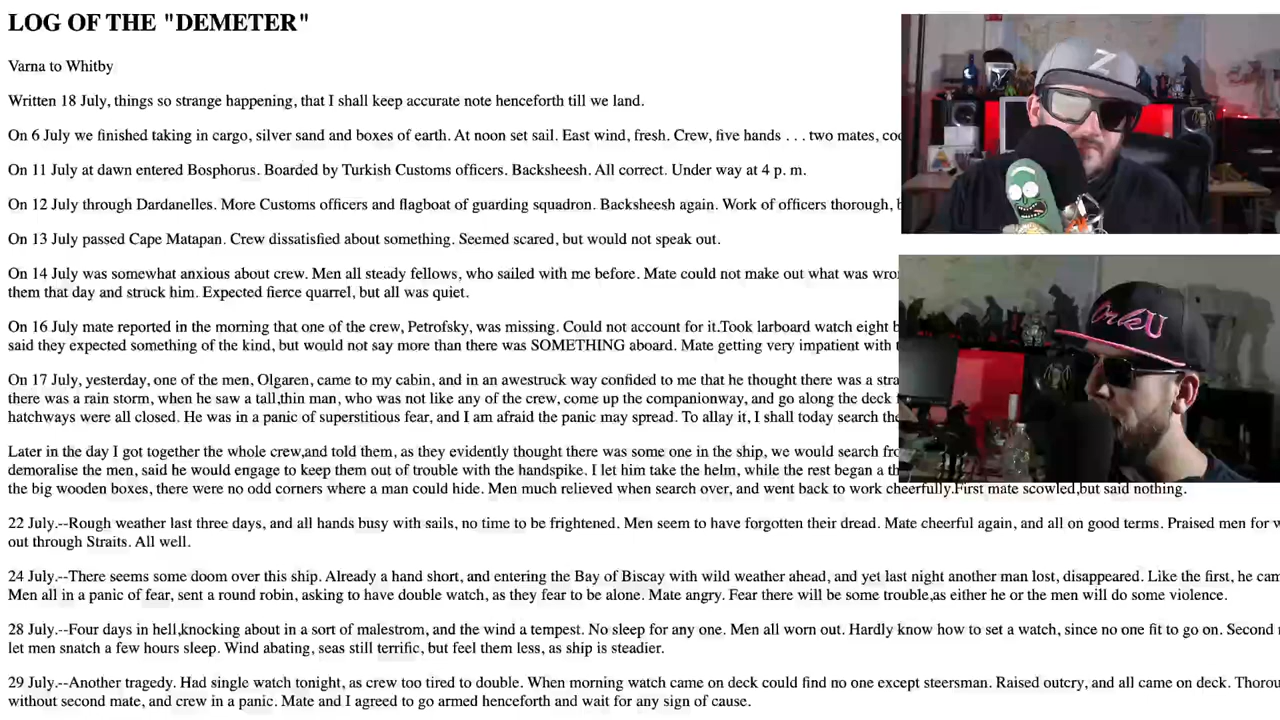 LOG OF THE "DEMETER"
Varna to Whitby
Written 18 July, things so strange happening, that I shall keep accurate note henceforth till we land.
On 6 July we finished taking in cargo, silver sand and boxes of earth. At noon set sail. East wind, fresh. Crew, five hands . . . two mates,
On 11 July at dawn entered Bosphorus. Boarded by Turkish Customs officers. Backsheesh. All correct. Under way at 4 p. m.
On 12 July through Dardanelles. More Customs officers and flagboat of guarding squadron. Backsheesh again. Work of officers thorough,
On 13 July passed Cape Matapan. Crew dissatisfied about something. Seemed scared, but would not speak out.
On 14 July was somewhat anxious about crew. Men all steady fellows, who sailed with me before. Mate could not make out what was
them that day and struck him. Expected fierce quarrel, but all was quiet.
On 16 July mate reported in the morning that one of the crew, Petrofsky, was missing. Could not account for it.Took larboard watch eight
said they expected something of the kind, but would not say more than there was SOMETHING aboard. Mate getting very impatient with
On 17 July, yesterday, one of the men, Olgaren, came to my cabin, and in an awestruck way confided to me that he thought there was a
there was a rain storm, when he saw a tall,thin man, who was not like any of the crew, come up the companionway, and go along the deck
hatchways were all closed. He was in a panic of superstitious fear, and I am afraid the panic may spread. To allay it, I shall today search
Later in the day I got together the whole crew,and told them, as they evidently thought there was some one in the ship, we would search
demoralise the men, said he would engage to keep them out of trouble with the handspike. I let him take the helm, while the rest began a
the big wooden boxes, there were no odd corners where a man could hide. Men much relieved when search over, and went back to work cheerfully.First mate scowled,but said nothing.
22 July.--Rough weather last three days, and all hands busy with sails, no time to be frightened. Men seem to have forgotten their dread. Mate cheerful again, and all on good terms. Praised men for
out through Straits. All well.
24 July.--There seems some doom over this ship. Already a hand short, and entering the Bay of Biscay with wild weather ahead, and yet last night another man lost, disappeared. Like the first, he
Men all in a panic of fear, sent a round robin, asking to have double watch, as they fear to be alone. Mate angry. Fear there will be some trouble,as either he or the men will do some violence.
28 July.--Four days in hell,knocking about in a sort of malestrom, and the wind a tempest. No sleep for any one. Men all worn out. Hardly know how to set a watch, since no one fit to go on. Second
let men snatch a few hours sleep. Wind abating, seas still terrific, but feel them less, as ship is steadier.
29 July.--Another tragedy. Had single watch tonight, as crew too tired to double. When morning watch came on deck could find no one except steersman. Raised outcry, and all came on deck.
without second mate, and crew in a panic. Mate and I agreed to go armed henceforth and wait for any sign of cause.
Z
OrkU